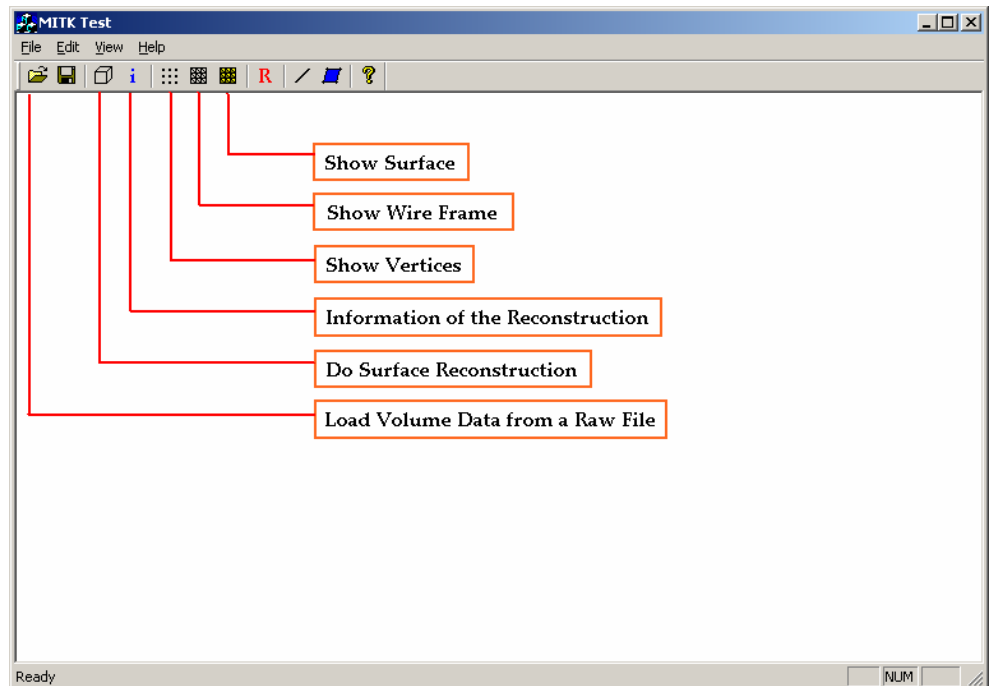 MITK Test
File Edit View Help
i R ?
Show Surface
Show Wire Frame
Show Vertices
Information of the Reconstruction
Do Surface Reconstruction
Load Volume Data from a Raw File
Ready NUM